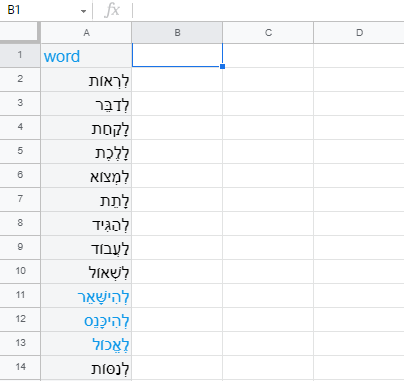 B1
fx
A B C D
1 word
2 לִרְאוֹת
3 לְדַבֵּר
4 לָקַחַת
5 לָלֶכֶת
6 לִמְצוֹא
7 לָתֵת
8 לְהַגִּיד
9 לַעֲבוֹד
10 לִשְׁאוֹל
11 לְהִישָּׁאֵר
12 לְהִיכָּנֵס
13 לֶאֱכוֹל
14 לְנַסּוֹת